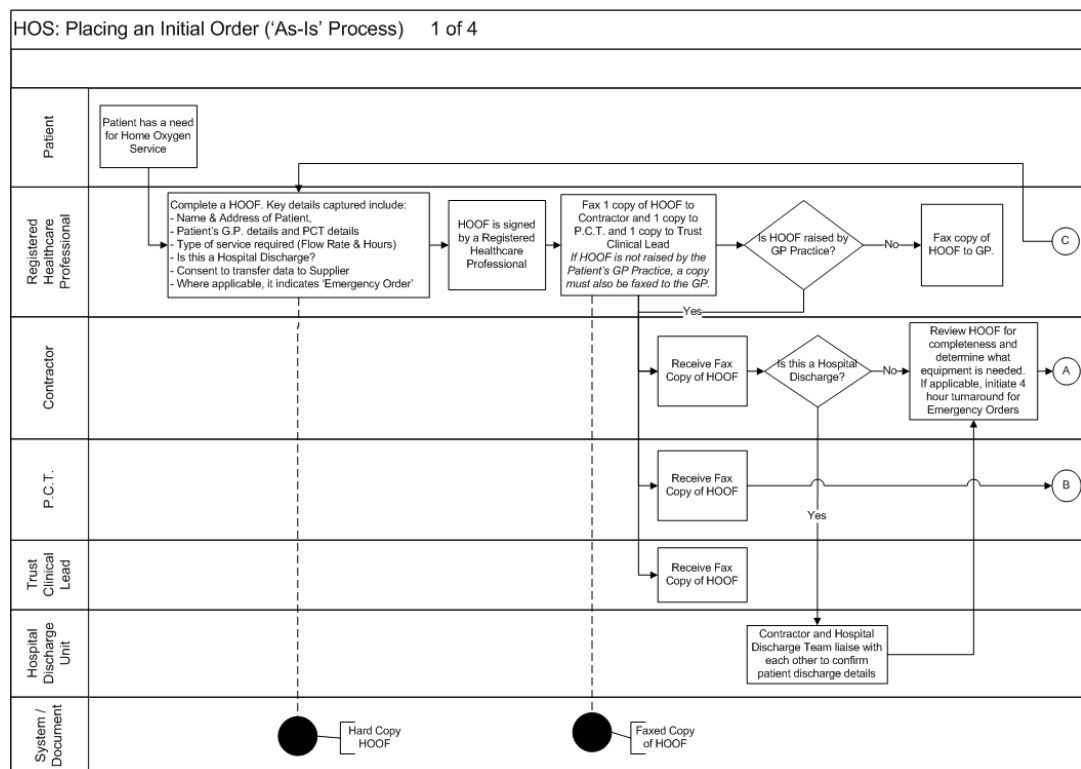 HOS: Placing an Initial Order (‘As-Is’ Process) 1 of 4
Patient
Patient has a need
for Home Oxygen
Service
Registered
Healthcare
Professional
Complete a HOOF. Key details captured include:
- Name & Address of Patient,
- Patient's G.P. details and PCT details
- Type of service required (Flow Rate & Hours)
- Is this a Hospital Discharge?
- Consent to transfer data to Supplier
- Where applicable, it indicates ‘Emergency Order’
HOOF is signed
by a Registered
Healthcare
Professional
Fax 1 copy of HOOF to
Contractor and 1 copy to
P.C.T. and 1 copy to Trust
Clinical Lead
If HOOF is not raised by the
Patient's GP Practice, a copy
must also be faxed to the GP.
Is HOOF raised by
GP Practice?
No
Fax copy of
HOOF to GP.
C
Yes
Contractor
Receive Fax
Copy of HOOF
Is this a Hospital
Discharge?
No
Review HOOF for
completeness and
determine what
equipment is needed.
If applicable, initiate 4
hour turnaround for
Emergency Orders
A
P.C.T.
Receive Fax
Copy of HOOF
B
Yes
Trust
Clinical
Lead
Receive Fax
Copy of HOOF
Hospital
Discharge
Unit
Contractor and Hospital
Discharge Team liaise with
each other to confirm
patient discharge details
System /
Document
Hard Copy
HOOF
Faxed Copy
of HOOF